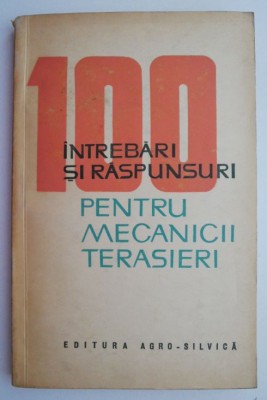 100
ÎNTREBĂRI
ȘI RĂSPUNSURI
PENTRU
MECANICII
TERASIERI
EDITURA AGRO-SILVICĂ